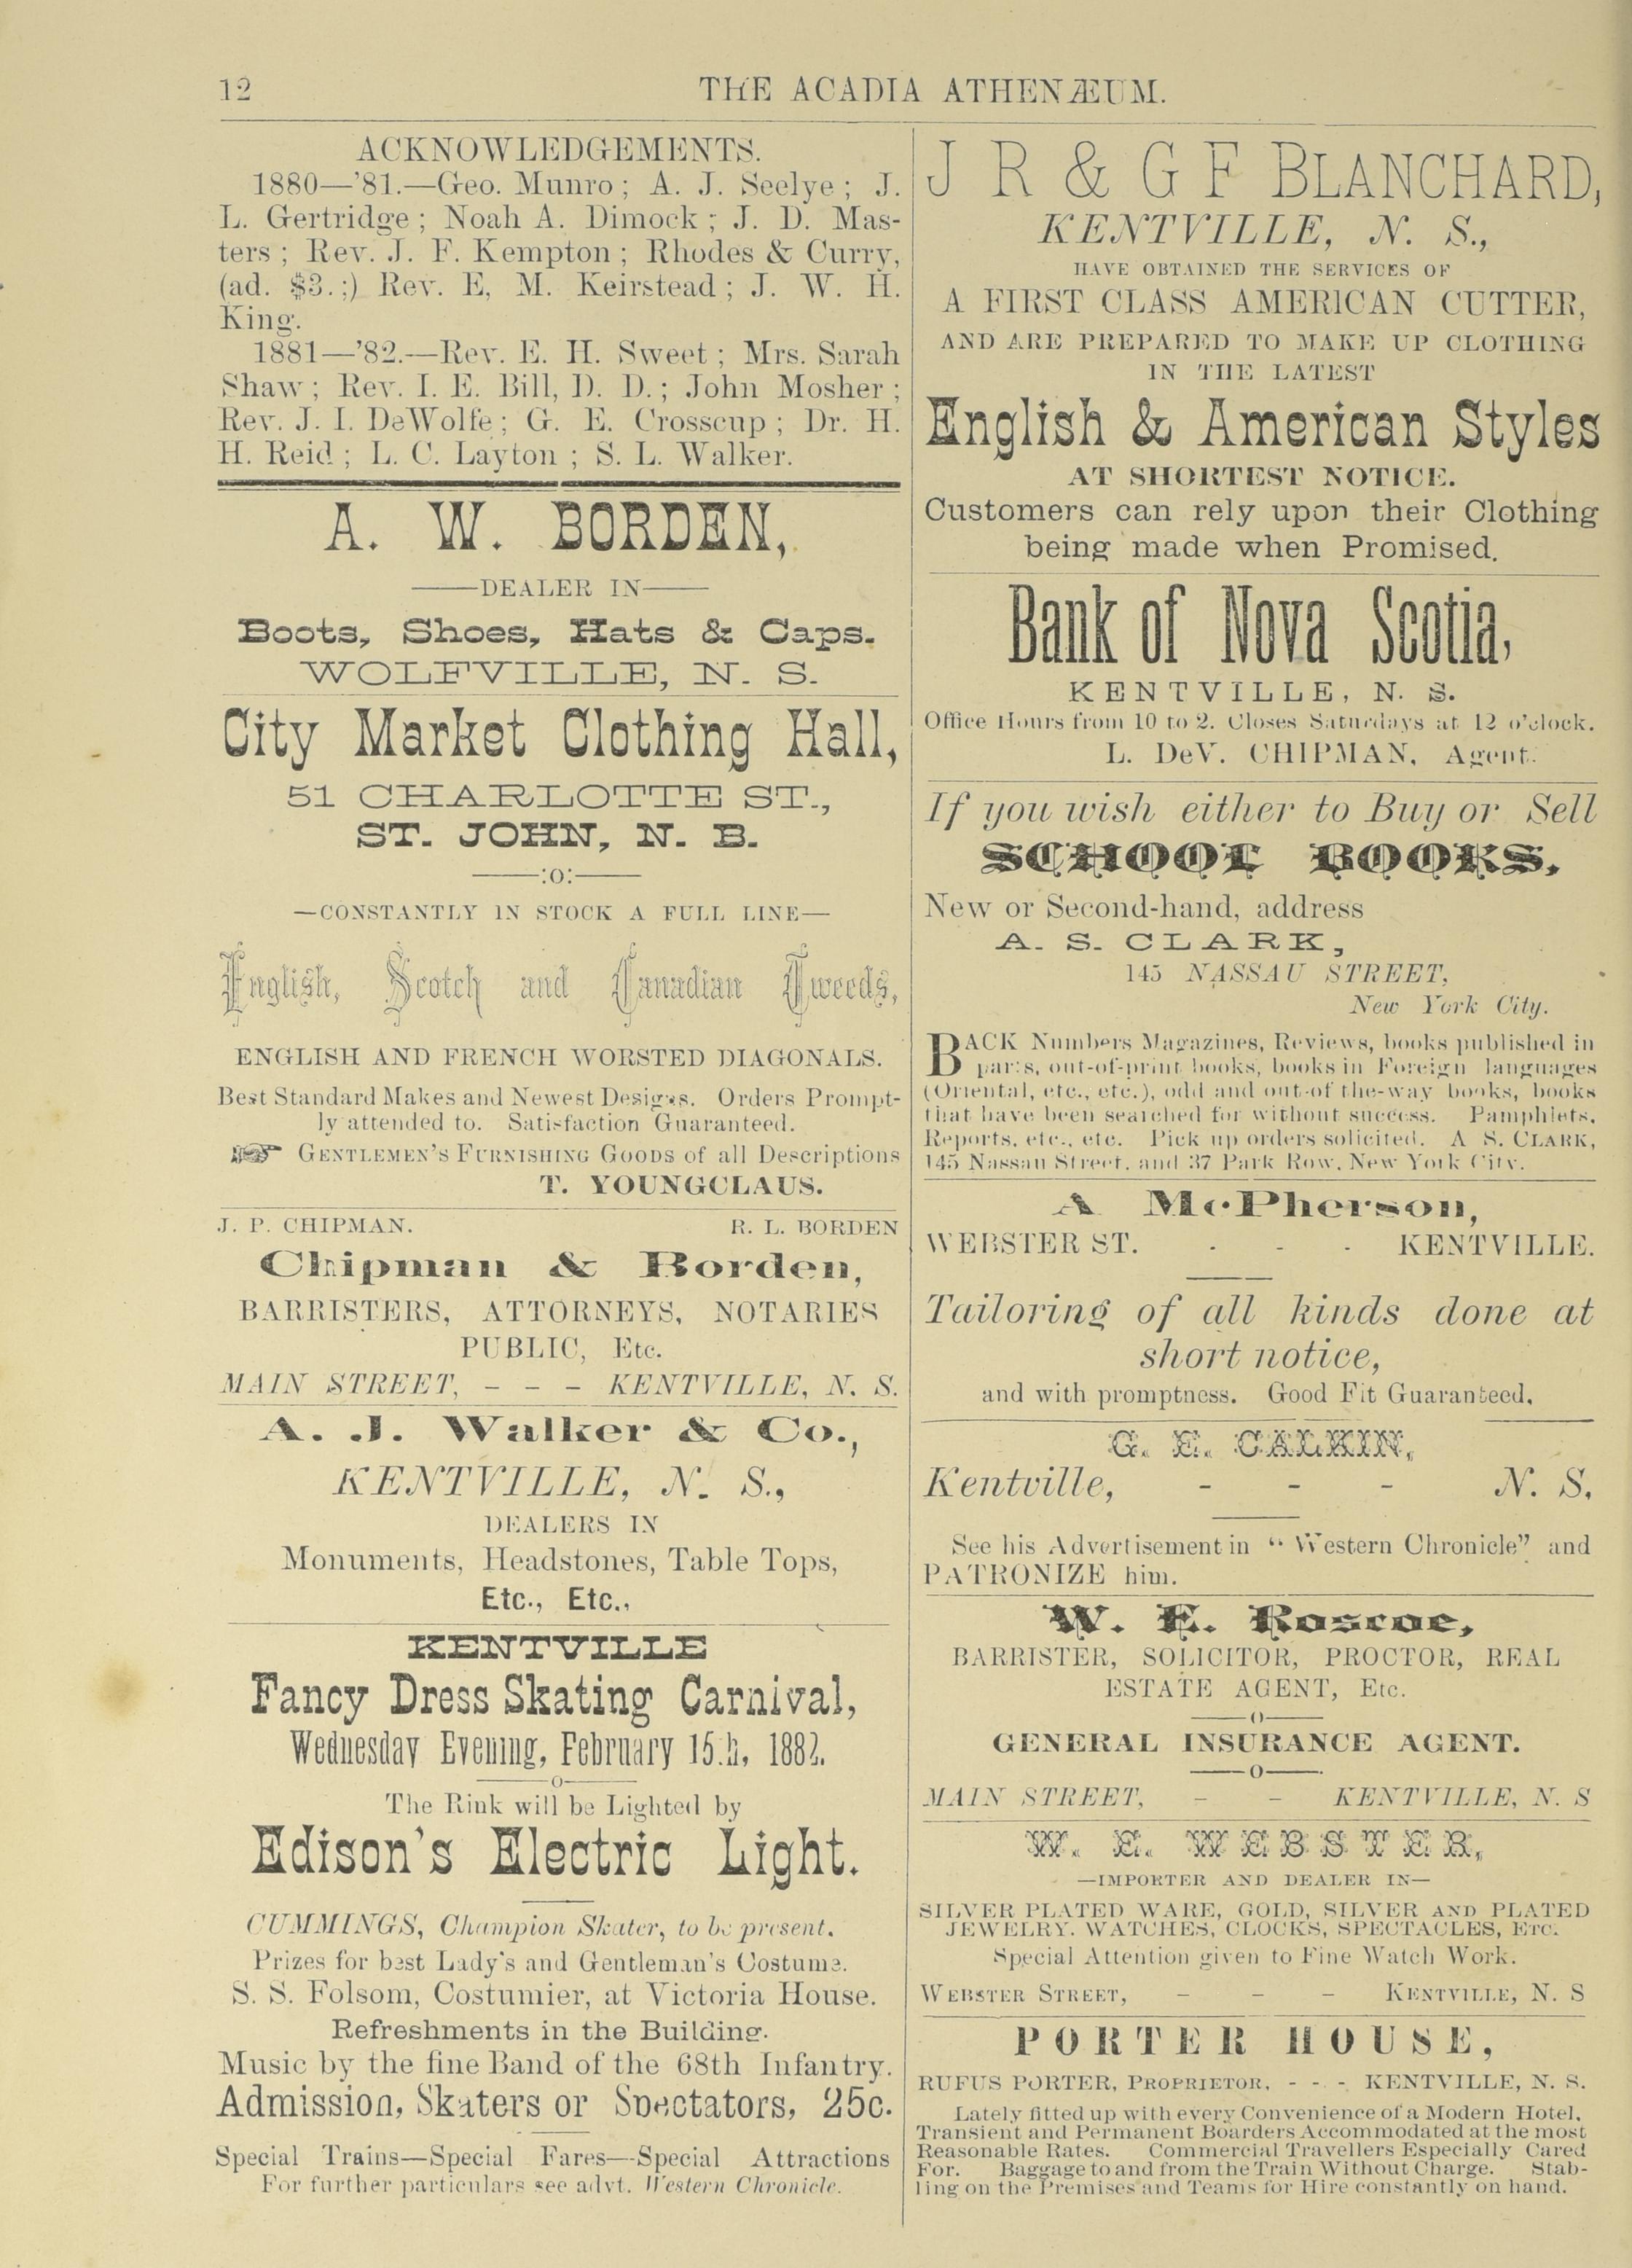 12
THE ACADIA ATHENÆUM.
ACKNOWLEDGEMENTS.
1880—'81.—Geo. Munro; A. J. Seelye; J.
L. Gertridge; Noah A. Dimock; J. D. Mas-
ters; Rev. J. F. Kempton; Rhodes & Curry,
(ad. $3.;) Rev. E, M. Keirstead; J. W. H.
King.
1881—'82.—Rev. E. H. Sweet; Mrs. Sarah
Shaw; Rev. I. E. Bill, D. D.; John Mosher;
Rev. J. I. DeWolfe; G. E. Crosscup; Dr. H.
H. Reid; L. C. Layton; S. L. Walker.
A. W. BORDEN,
——DEALER IN——
Boots, Shoes, Hats & Caps.
WOLFVILLE, N. S.
City Market Clothing Hall,
51 CHARLOTTE ST.,
ST. JOHN, N. B.
——:o:——
—CONSTANTLY IN STOCK A FULL LINE—
English, Scotch and Canadian Tweeds,
ENGLISH AND FRENCH WORSTED DIAGONALS.
Best Standard Makes and Newest Designs. Orders Prompt-
ly attended to. Satisfaction Guaranteed.
☞ GENTLEMEN'S FURNISHING GOODS of all Descriptions
T. YOUNGCLAUS.
J. P. CHIPMAN. R. L. BORDEN
Chipman & Borden,
BARRISTERS, ATTORNEYS, NOTARIES
PUBLIC, Etc.
MAIN STREET, - - - KENTVILLE, N. S.
A. J. Walker & Co.,
KENTVILLE, N. S.,
DEALERS IN
Monuments, Headstones, Table Tops,
Etc., Etc.,
KENTVILLE
Fancy Dress Skating Carnival,
Wednesday Evening, February 15th, 1882.
——o——
The Rink will be Lighted by
Edison's Electric Light.
CUMMINGS, Champion Skater, to be present.
Prizes for best Lady's and Gentleman's Costume.
S. S. Folsom, Costumier, at Victoria House.
Refreshments in the Building.
Music by the fine Band of the 68th Infantry.
Admission, Skaters or Spectators, 25c.
Special Trains—Special Fares—Special Attractions
For further particulars see advt. Western Chronicle.
J R & G F BLANCHARD,
KENTVILLE, N. S.,
HAVE OBTAINED THE SERVICES OF
A FIRST CLASS AMERICAN CUTTER,
AND ARE PREPARED TO MAKE UP CLOTHING
IN THE LATEST
English & American Styles
AT SHORTEST NOTICE.
Customers can rely upon their Clothing
being made when Promised.
Bank of Nova Scotia,
KENTVILLE, N. S.
Office Hours from 10 to 2. Closes Saturdays at 12 o'clock.
L. DeV. CHIPMAN, Agent.
If you wish either to Buy or Sell
SCHOOL BOOKS,
New or Second-hand, address
A. S. CLARK,
145 NASSAU STREET,
New York City.
BACK Numbers Magazines, Reviews, books published in
parts, out-of-print books, books in Foreign languages
(Oriental, etc., etc.), odd and out-of the-way books, books
that have been searched for without success. Pamphlets,
Reports, etc., etc. Pick up orders solicited. A S. CLARK,
145 Nassau Street, and 37 Park Row, New York City.
A McPherson,
WEBSTER ST. - - - KENTVILLE.
Tailoring of all kinds done at
short notice,
and with promptness. Good Fit Guaranteed.
G. E. CALKIN,
Kentville, - - - N. S,
See his Advertisement in "Western Chronicle" and
PATRONIZE him.
W. E. Roscoe,
BARRISTER, SOLICITOR, PROCTOR, REAL
ESTATE AGENT, Etc.
——o——
GENERAL INSURANCE AGENT.
——o——
MAIN STREET, - - KENTVILLE, N. S
W. E. WEBSTER,
—IMPORTER AND DEALER IN—
SILVER PLATED WARE, GOLD, SILVER AND PLATED
JEWELRY. WATCHES, CLOCKS, SPECTACLES, ETC.
Special Attention given to Fine Watch Work.
WEBSTER STREET, - - - KENTVILLE, N. S
PORTER HOUSE,
RUFUS PORTER, PROPRIETOR, - - - KENTVILLE, N. S.
Lately fitted up with every Convenience of a Modern Hotel.
Transient and Permanent Boarders Accommodated at the most
Reasonable Rates. Commercial Travellers Especially Cared
For. Baggage to and from the Train Without Charge. Stab-
ling on the Premises and Teams for Hire constantly on hand.